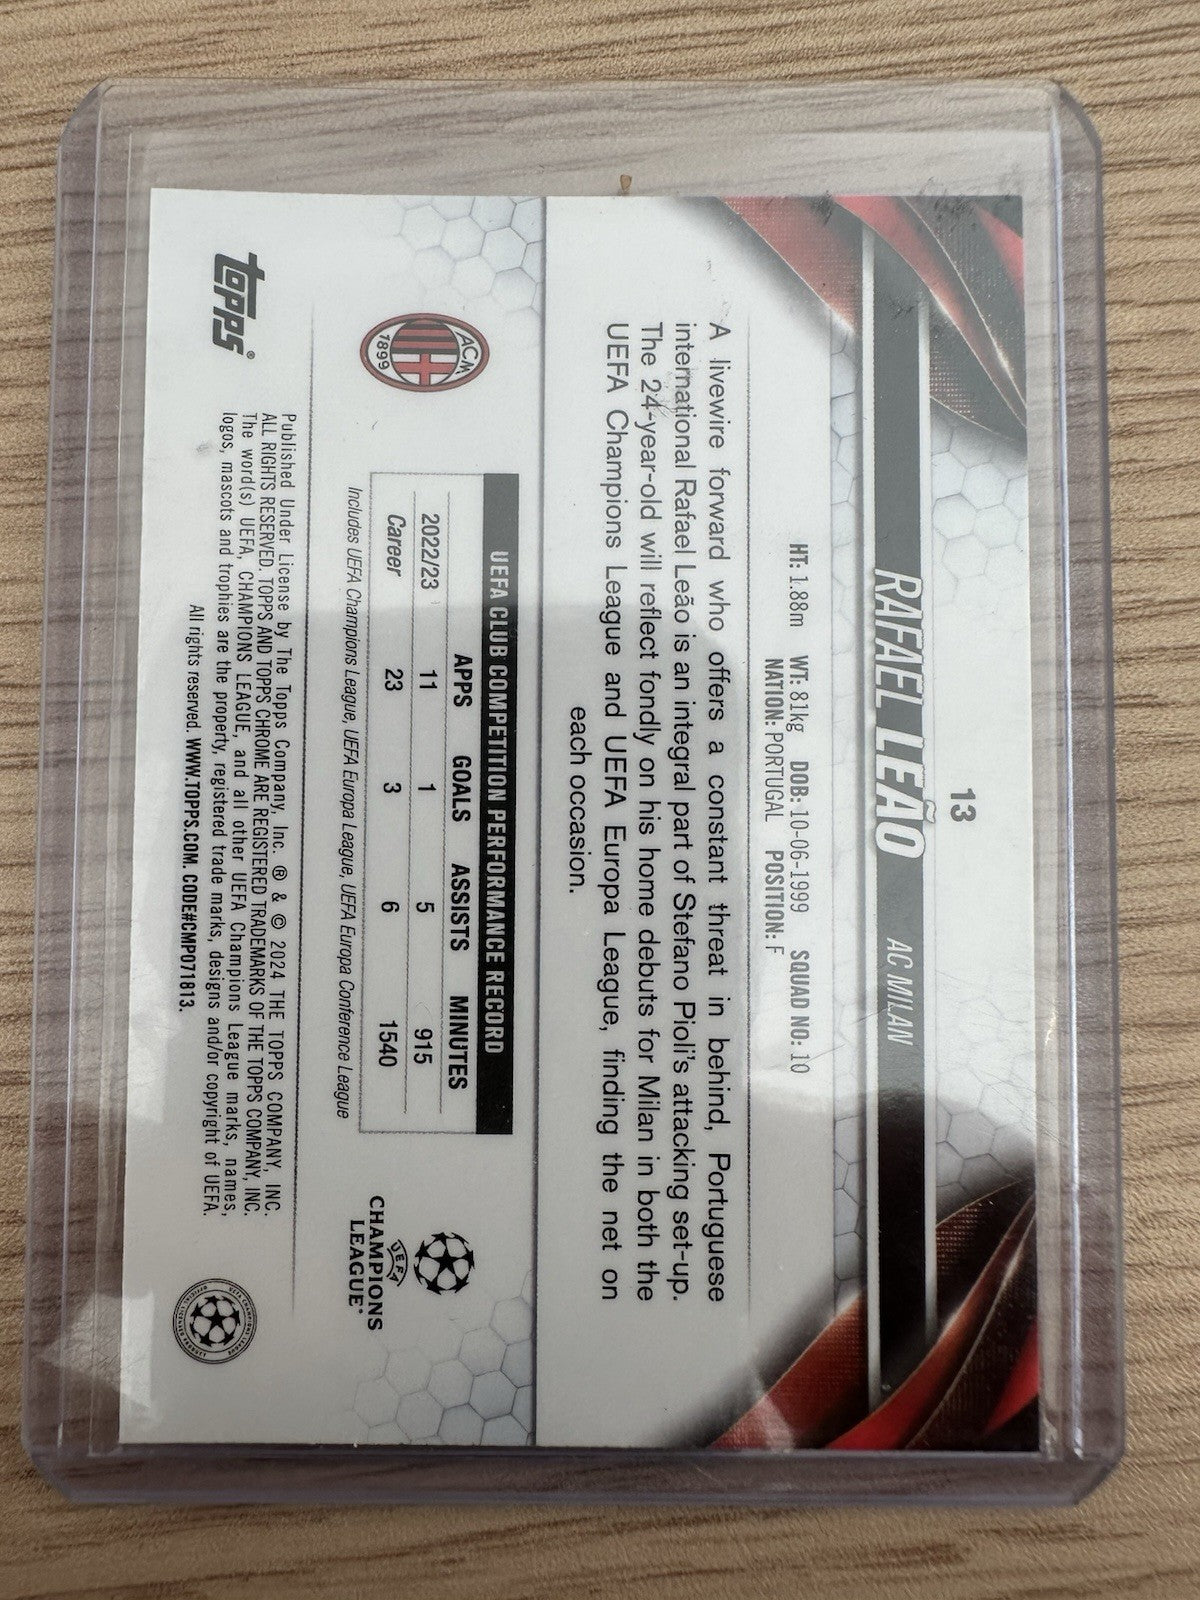 13
RAFAEL LEÃO AC MILAN
HT: 1.88m WT: 81kg DOB: 10-06-1999 SQUAD NO: 10
NATION: PORTUGAL POSITION: F
A livewire forward who offers a constant threat in behind, Portuguese
international Rafael Leão is an integral part of Stefano Pioli's attacking set-up.
The 24-year-old will reflect fondly on his home debuts for Milan in both the
UEFA Champions League and UEFA Europa League, finding the net on
each occasion.
UEFA CLUB COMPETITION PERFORMANCE RECORD
APPS GOALS ASSISTS MINUTES
2022/23 11 1 5 915
Career 23 3 6 1540
Includes UEFA Champions League, UEFA Europa League, UEFA Europa Conference League
ACM
1899
UEFA
CHAMPIONS
LEAGUE®
topps®
Published Under License by The Topps Company, Inc. ® & © 2024 THE TOPPS COMPANY, INC.
ALL RIGHTS RESERVED. TOPPS AND TOPPS CHROME ARE REGISTERED TRADEMARKS OF THE TOPPS COMPANY, INC.
The word(s) UEFA, CHAMPIONS LEAGUE, and all other UEFA Champions League marks, names,
logos, mascots and trophies are the property, registered trade marks, designs and/or copyright of UEFA.
All rights reserved. WWW.TOPPS.COM. CODE#CMP071813.
UEFA CHAMPIONS LEAGUE
OFFICIAL LICENSED PRODUCT